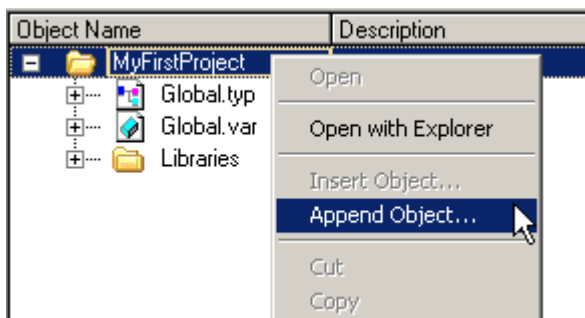 Object Name Description
MyFirstProject
Open
Global.typ
Open with Explorer
Global.var
Libraries
Insert Object...
Append Object...
Cut
Copy